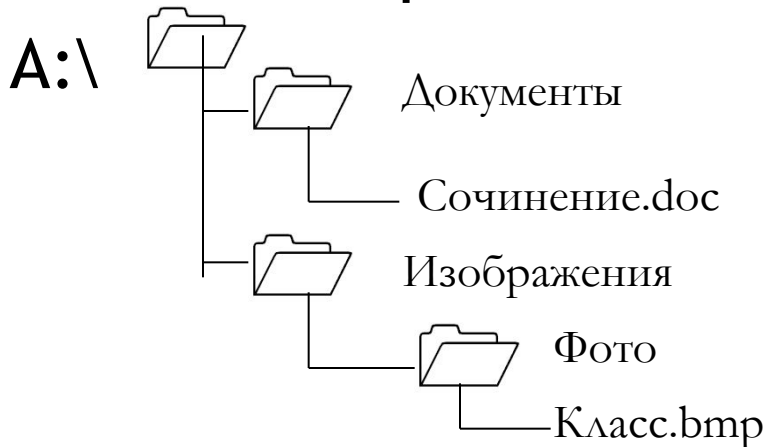 A:\
Документы
Сочинение.doc
Изображения
Фото
Класс.bmp